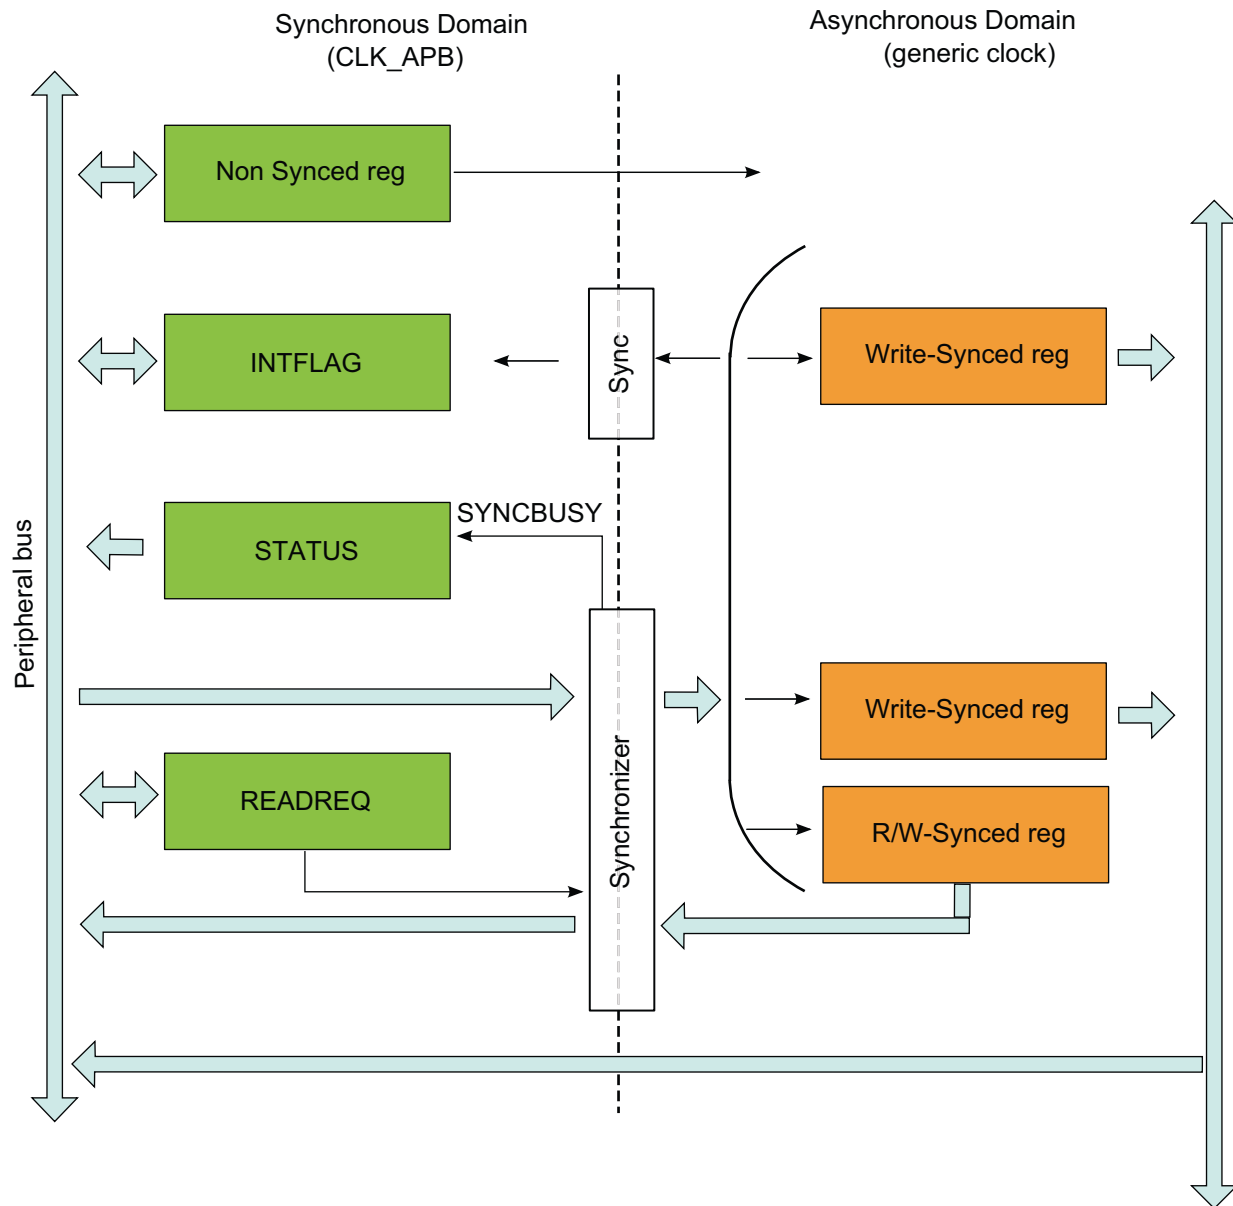 Synchronous Domain
(CLK_APB)
Asynchronous Domain
(generic clock)
Non Synced reg
INTFLAG
Sync
Write-Synced reg
SYNCBUSY
STATUS
Peripheral bus
Write-Synced reg
Synchronizer
READREQ
R/W-Synced reg